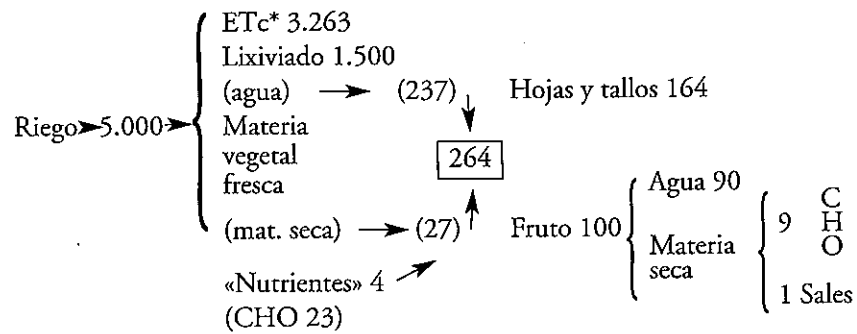 ETc* 3.263
Lixiviado 1.500
(agua) → (237) Hojas y tallos 164
Riego➤5.000→ Materia
vegetal 264
fresca Agua 90
(mat. seca) → (27) Fruto 100 Materia 9 C H O
seca
«Nutrientes» 4 1 Sales
(CHO 23)